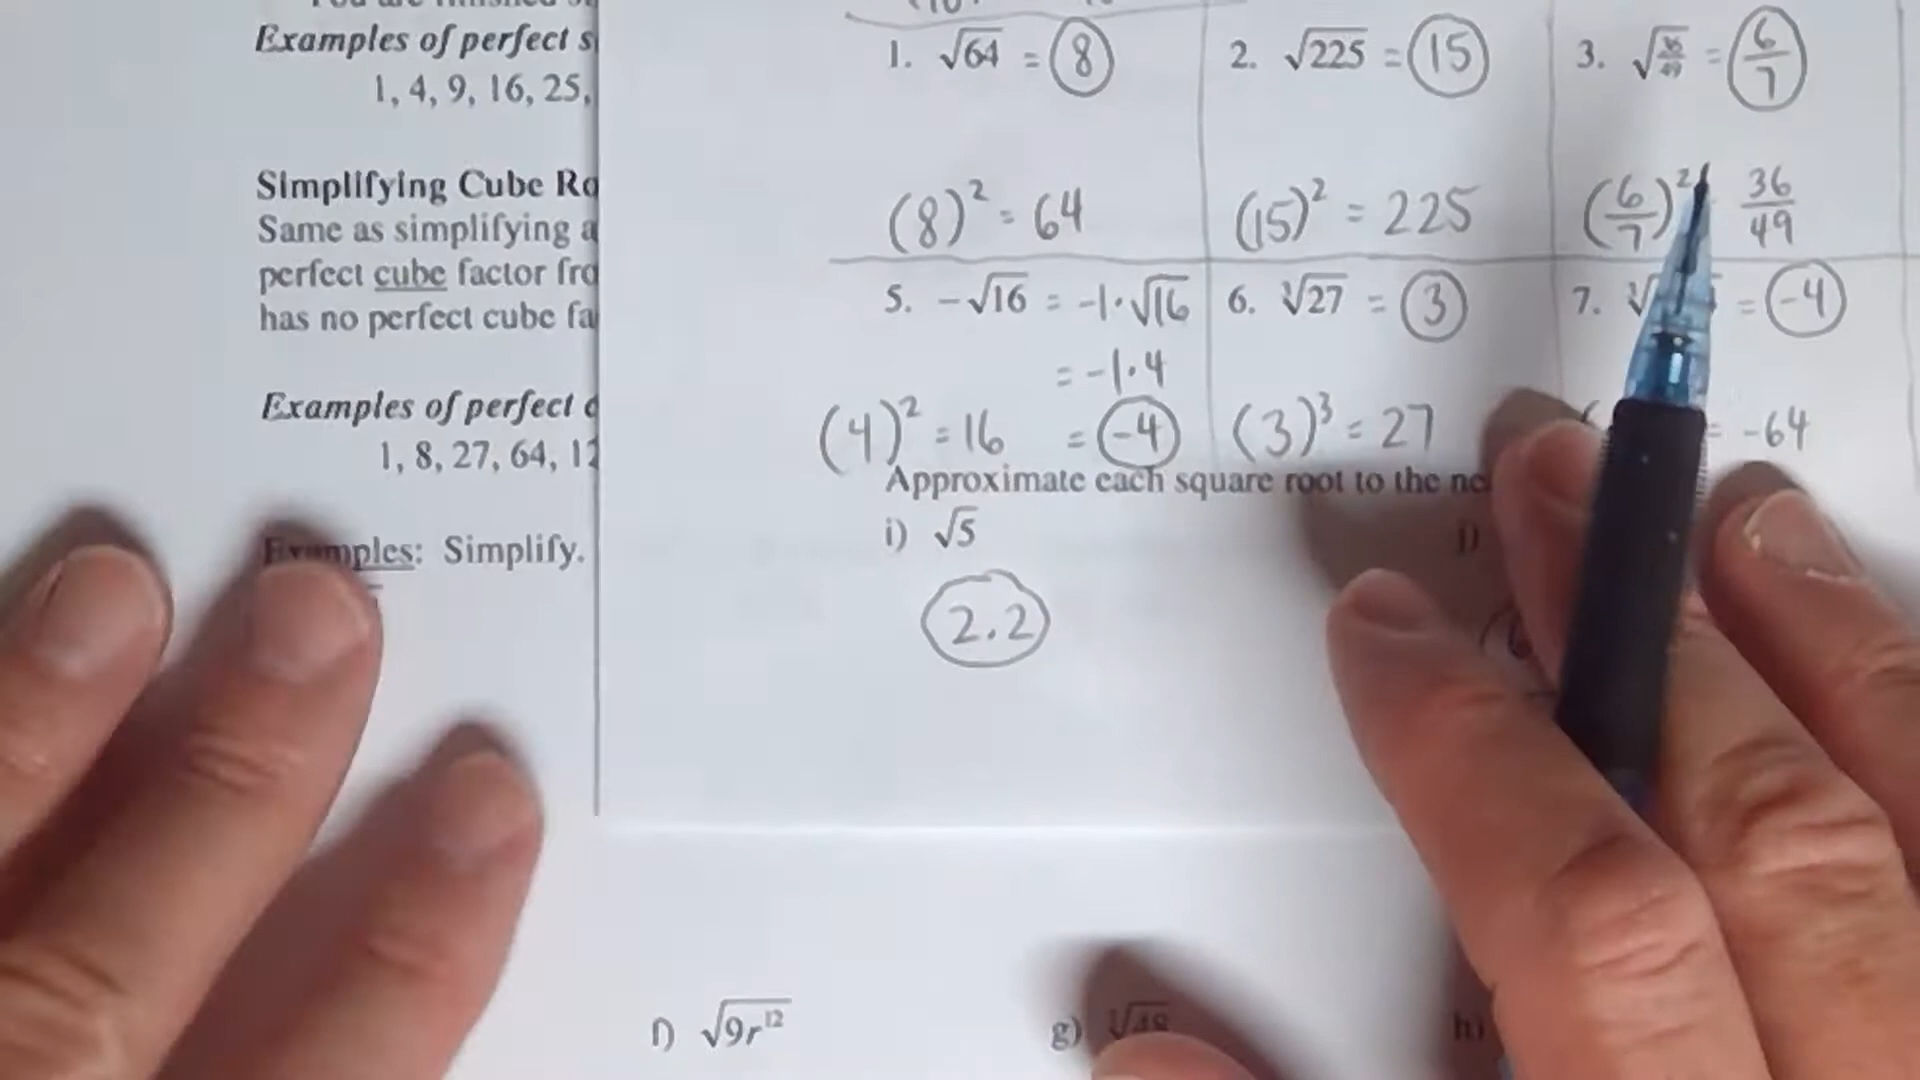 Examples of perfect s
1, 4, 9, 16, 25,
Simplifying Cube Ro
Same as simplifying a
perfect cube factor fro
has no perfect cube fa
Examples of perfect c
1, 8, 27, 64, 12
Examples: Simplify.
1. √64 = 8
2. √225 = 15
3. √36/49 = 6/7
(8)² = 64
(15)² = 225
(6/7)² 36/49
5. -√16 = -1·√16
= -1·4
(4)² = 16 = -4
6. ∛27 = 3
(3)³ = 27
7. = -4
= -64
Approximate each square root to the ne
i) √5
j)
2.2
f) √9r¹²
g)
h)